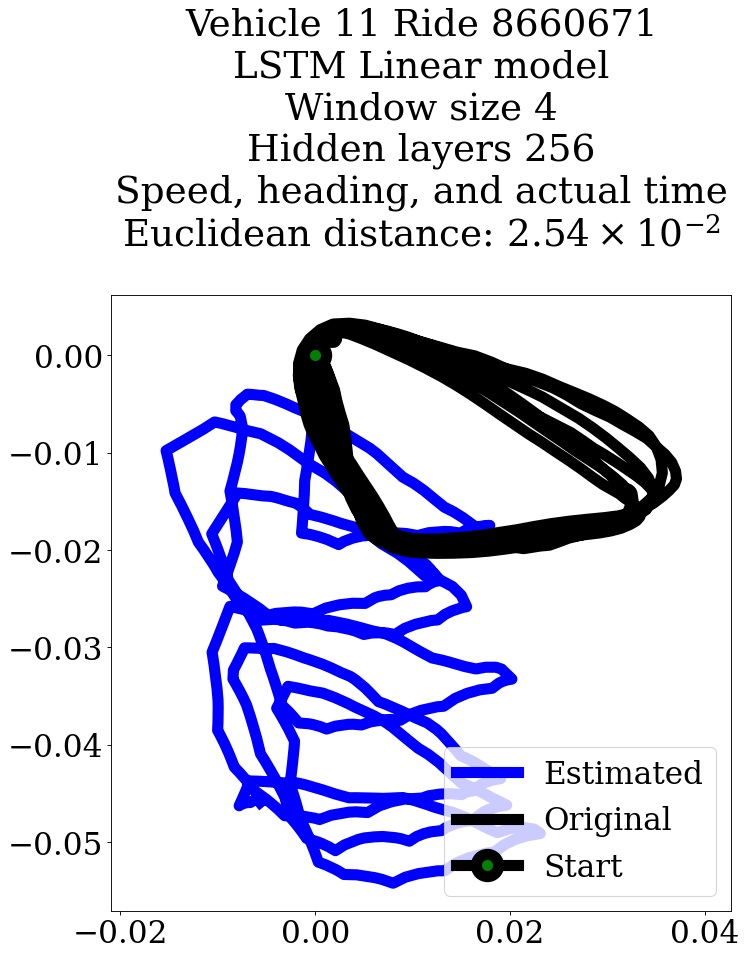 Vehicle 11 Ride 8660671
LSTM Linear model
Window size 4
Hidden layers 256
Speed, heading, and actual time
Euclidean distance: 2.54 × 10⁻²
0.00
−0.01
−0.02
−0.03
−0.04
−0.05
Estimated
Original
Start
−0.02
0.00
0.02
0.04